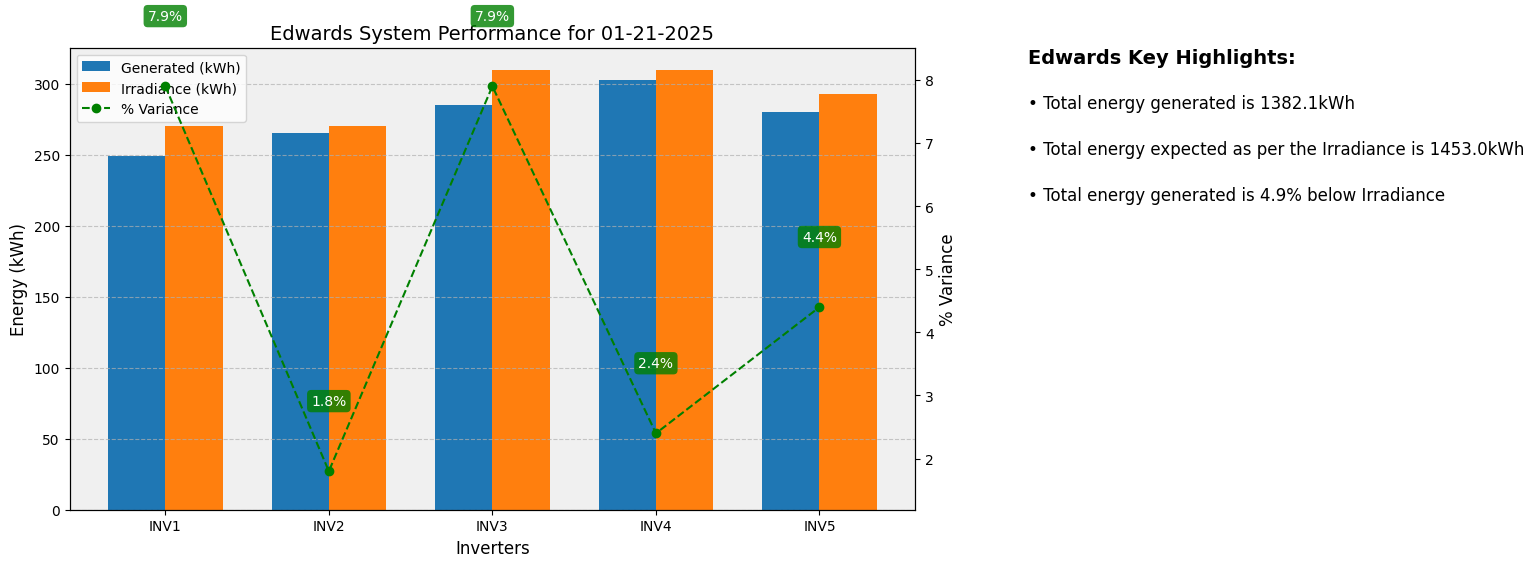 7.9%
7.9%
Edwards System Performance for 01-21-2025
Generated (kWh)
Irradiance (kWh)
% Variance
300
250
200
150
100
50
0
Energy (kWh)
1.8%
2.4%
4.4%
8
7
6
5
4
3
2
% Variance
INV1 INV2 INV3 INV4 INV5
Inverters
Edwards Key Highlights:
• Total energy generated is 1382.1kWh
• Total energy expected as per the Irradiance is 1453.0kWh
• Total energy generated is 4.9% below Irradiance